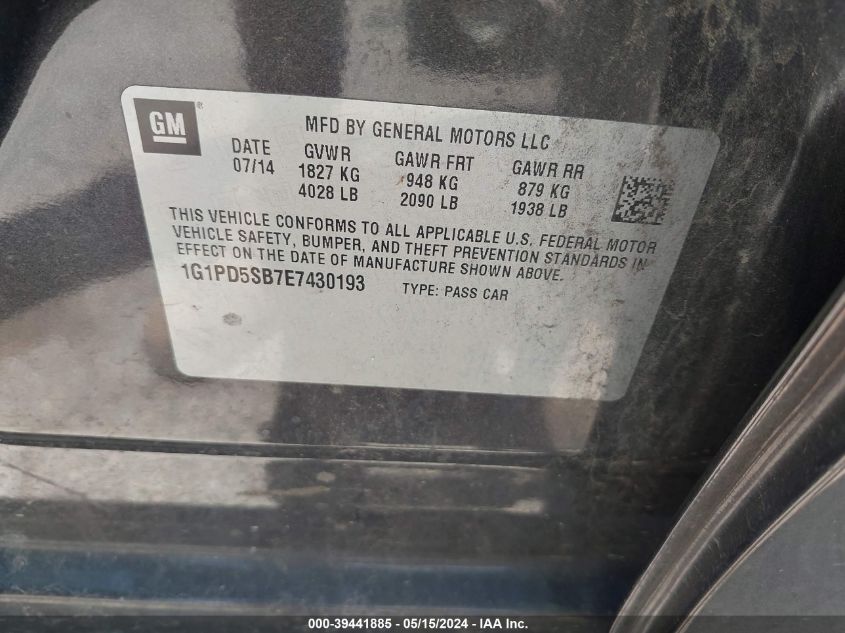 GM®
MFD BY GENERAL MOTORS LLC
DATE GVWR GAWR FRT GAWR RR
07/14 1827 KG 948 KG 879 KG
4028 LB 2090 LB 1938 LB
THIS VEHICLE CONFORMS TO ALL APPLICABLE U.S. FEDERAL MOTOR
VEHICLE SAFETY, BUMPER, AND THEFT PREVENTION STANDARDS IN
EFFECT ON THE DATE OF MANUFACTURE SHOWN ABOVE.
1G1PD5SB7E7430193 TYPE: PASS CAR
000-39441885 - 05/15/2024 - IAA, Inc.